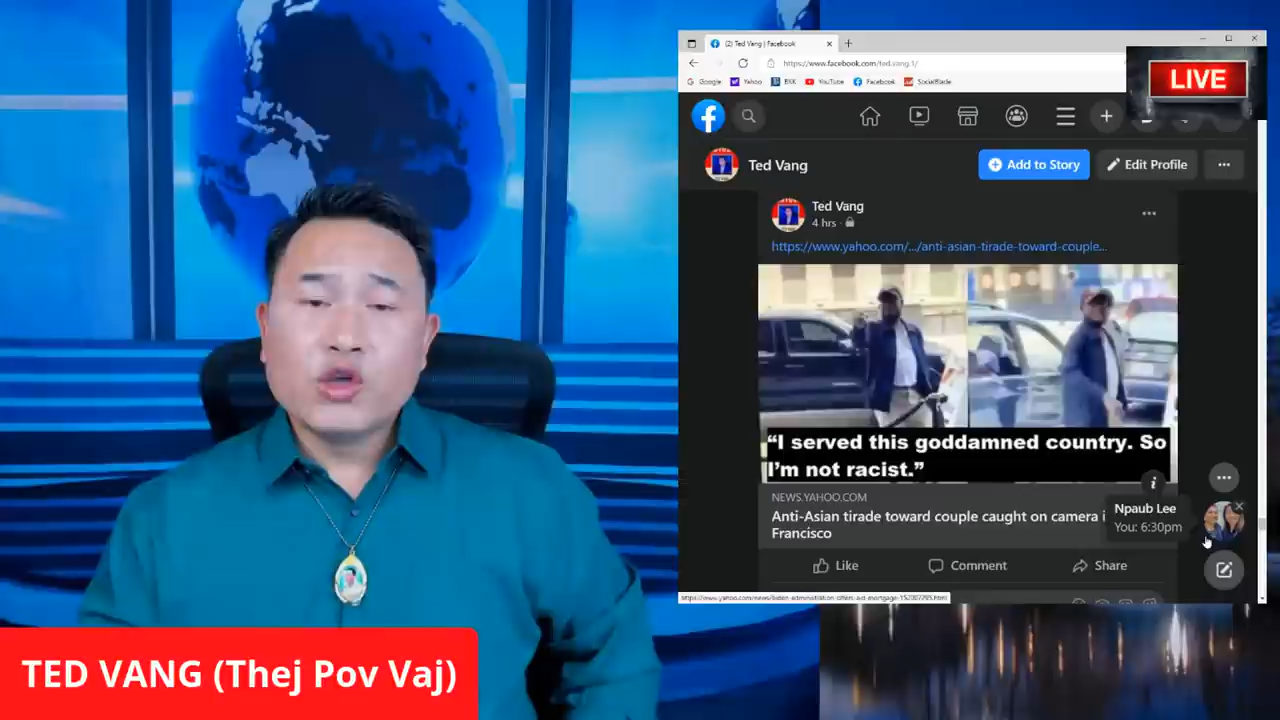 (2) Ted Vang | Facebook
https://www.facebook.com/ted.vang.1/
Google Yahoo BKK YouTube Facebook SocialBlade
LIVE
Ted Vang
Add to Story
Edit Profile
Ted Vang
4 hrs
https://www.yahoo.com/.../anti-asian-tirade-toward-couple...
“I served this goddamned country. So
I’m not racist.”
NEWS.YAHOO.COM
Anti-Asian tirade toward couple caught on camera i
Francisco
Npaub Lee
You: 6:30pm
Like
Comment
Share
TED VANG (Thej Pov Vaj)